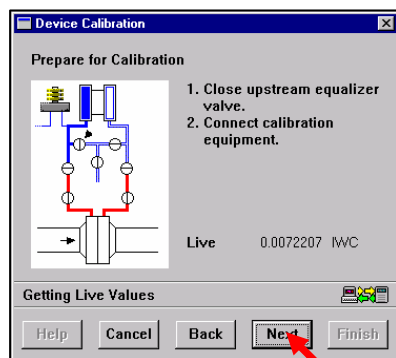 Device Calibration
Prepare for Calibration
1. Close upstream equalizer
valve.
2. Connect calibration
equipment.
Live 0.0072207 IWC
Getting Live Values
Help Cancel Back Next Finish